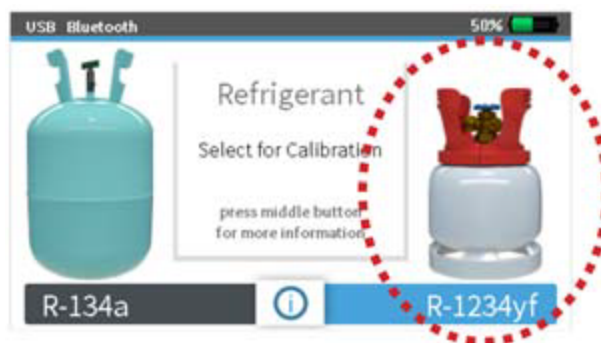 USB Bluetooth
50%
Refrigerant
Select for Calibration
press middle button
for more information
R-134a
R-1234yf